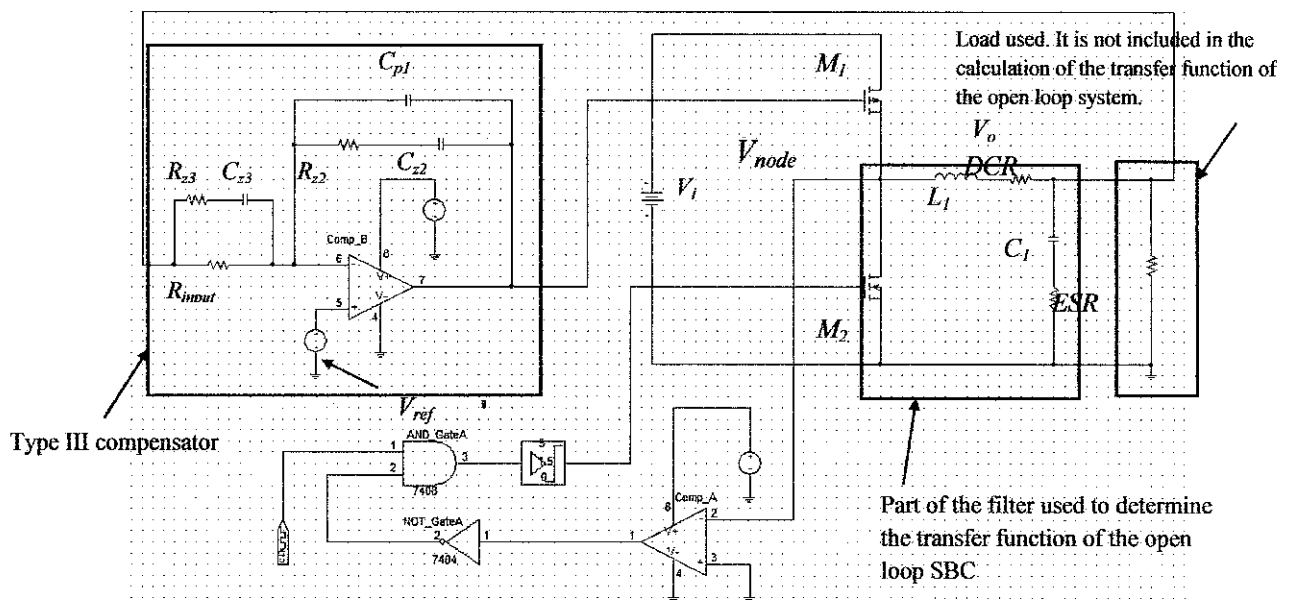 Load used. It is not included in the
calculation of the transfer function of
the open loop system.
C_p1
M_1
V_o
V_node
DCR
R_z3
C_z3
R_z2
C_z2
V_i
L_1
Comp_B
8
6
V+
7
C_1
R_input
V-
5
4
ESR
M_2
V_ref
Type III compensator
AND_GateA
1
3
2
7408
5
1.5
Comp_A
8
2
V+
NOT_GateA
2
1
1
V-
3
7404
4
Part of the filter used to determine
the transfer function of the open
loop SBC